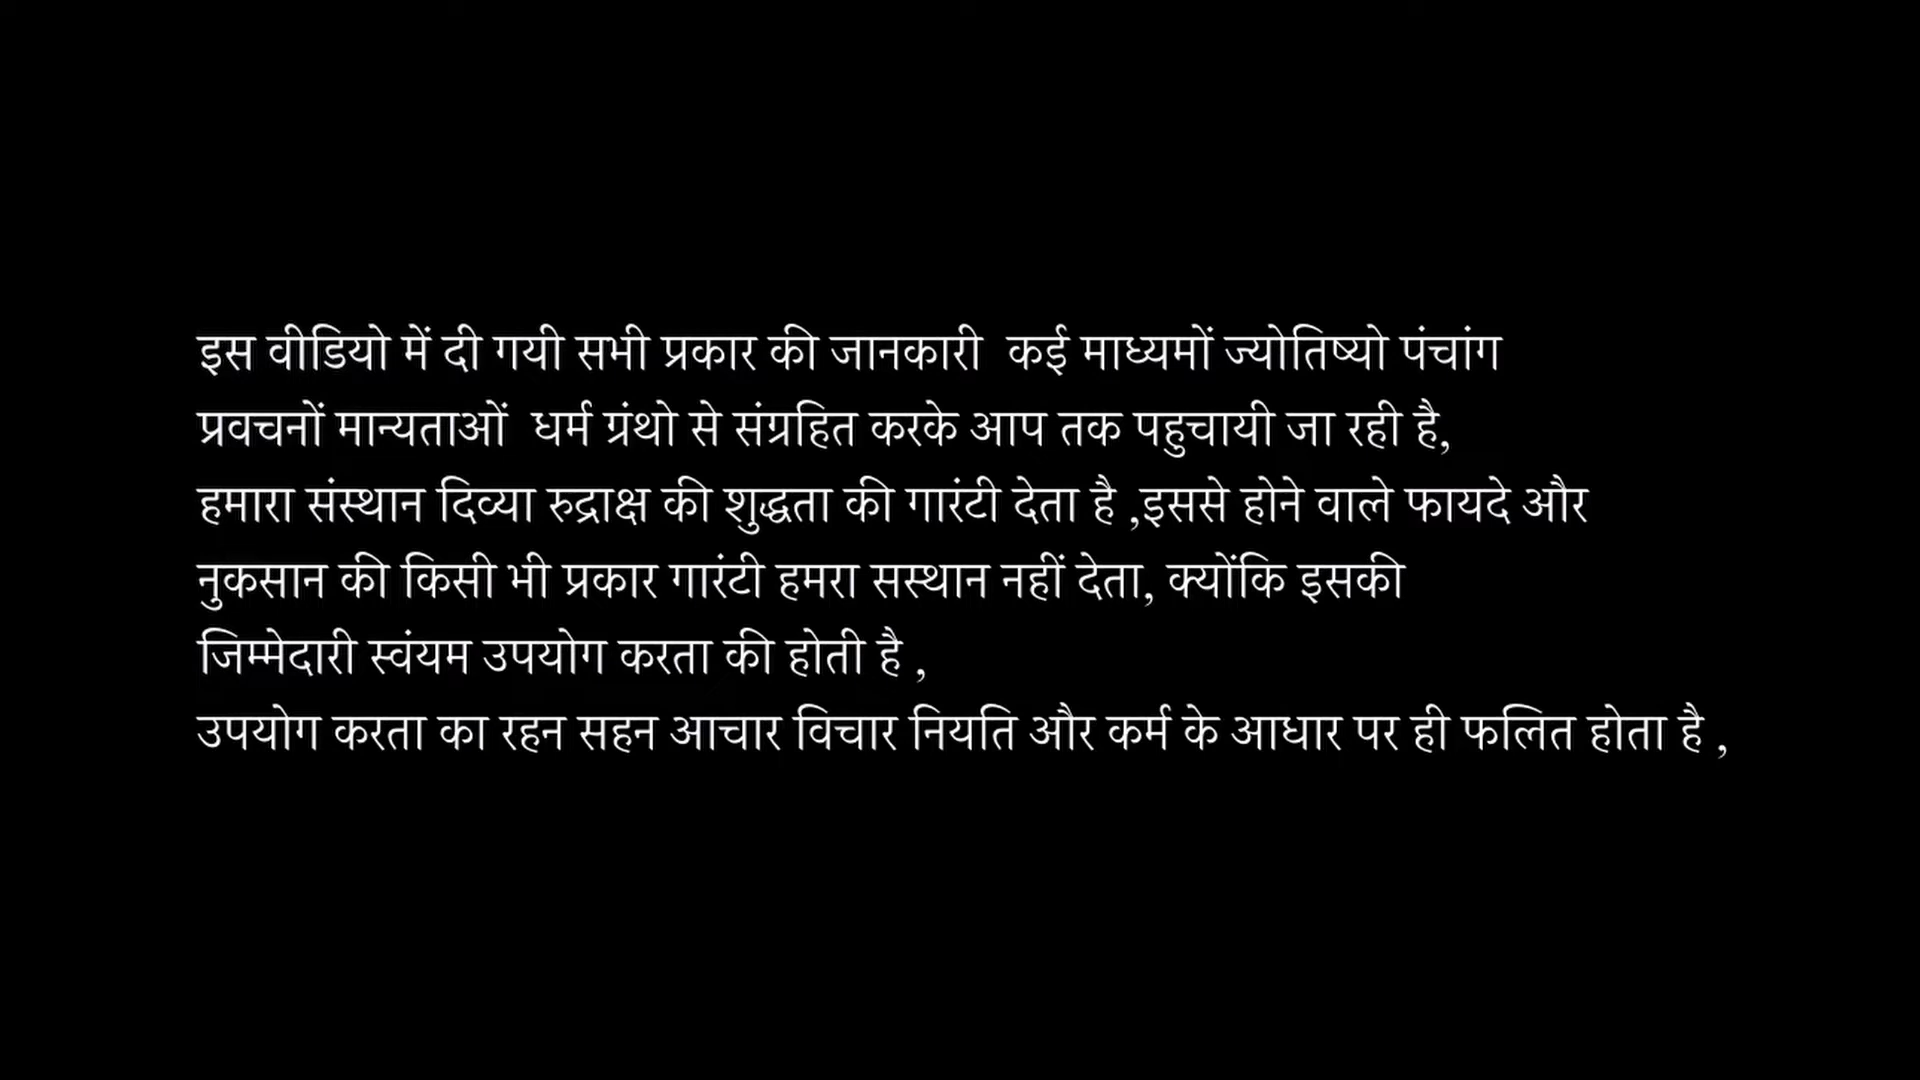 इस वीडियो में दी गयी सभी प्रकार की जानकारी कई माध्यमों ज्योतिष्यो पंचांग
प्रवचनों मान्यताओं धर्म ग्रंथो से संग्रहित करके आप तक पहुचायी जा रही है,
हमारा संस्थान दिव्या रुद्राक्ष की शुद्धता की गारंटी देता है ,इससे होने वाले फायदे और
नुकसान की किसी भी प्रकार गारंटी हमरा सस्थान नहीं देता, क्योंकि इसकी
जिम्मेदारी स्वंयम उपयोग करता की होती है ,
उपयोग करता का रहन सहन आचार विचार नियति और कर्म के आधार पर ही फलित होता है ,